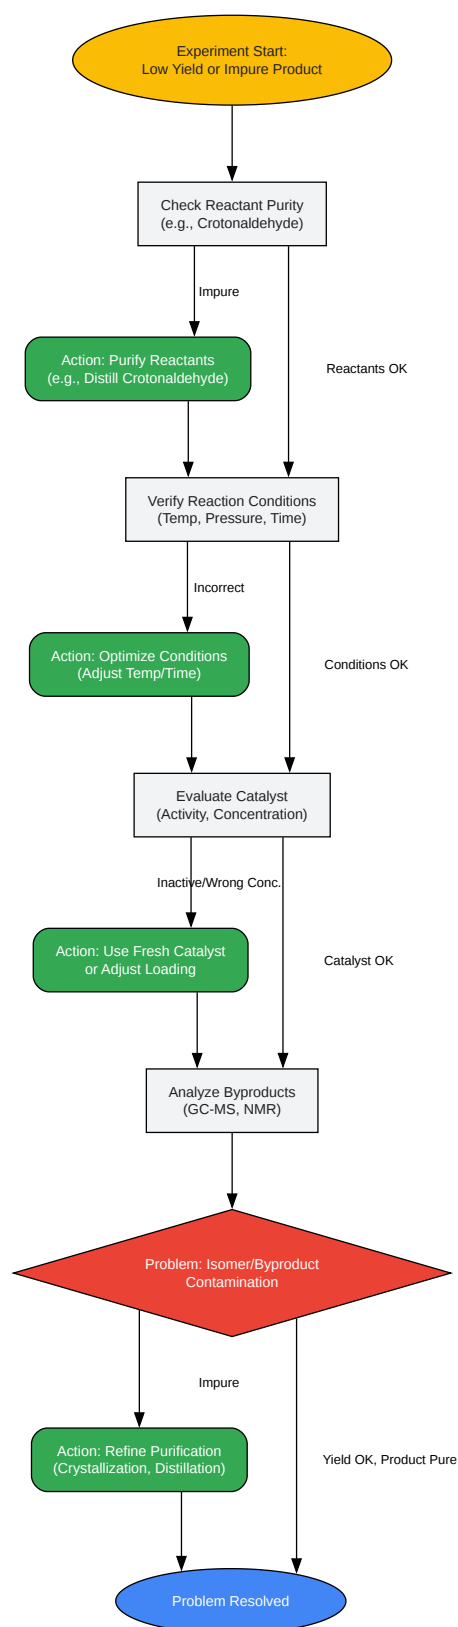 Experiment Start:
Low Yield or Impure Product
Check Reactant Purity
(e.g., Crotonaldehyde)
Impure
Action: Purify Reactants
(e.g., Distill Crotonaldehyde)
Reactants OK
Verify Reaction Conditions
(Temp, Pressure, Time)
Incorrect
Action: Optimize Conditions
(Adjust Temp/Time)
Conditions OK
Evaluate Catalyst
(Activity, Concentration)
Inactive/Wrong Conc.
Action: Use Fresh Catalyst
or Adjust Loading
Catalyst OK
Analyze Byproducts
(GC-MS, NMR)
Problem: Isomer/Byproduct
Contamination
Impure
Action: Refine Purification
(Crystallization, Distillation)
Yield OK, Product Pure
Problem Resolved